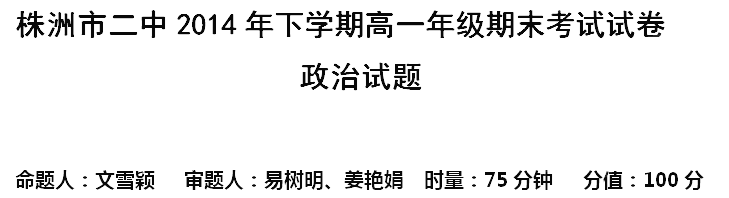 株洲市二中 2014 年下学期高一年级期末考试试卷
政治试题
命题人：文雪颖 审题人：易树明、姜艳娟 时量：75 分钟 分值：100 分